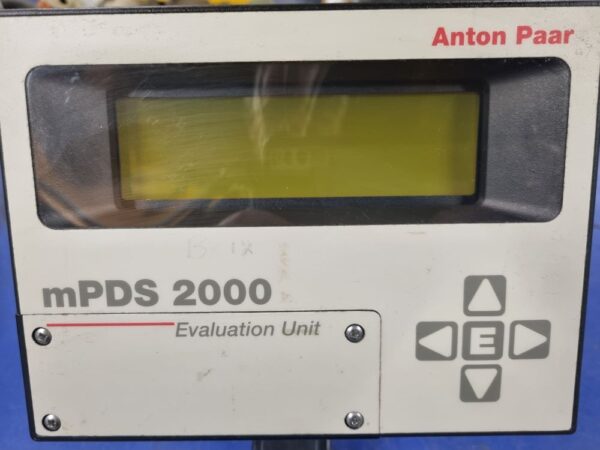 Anton Paar
mPDS 2000
Evaluation Unit
E